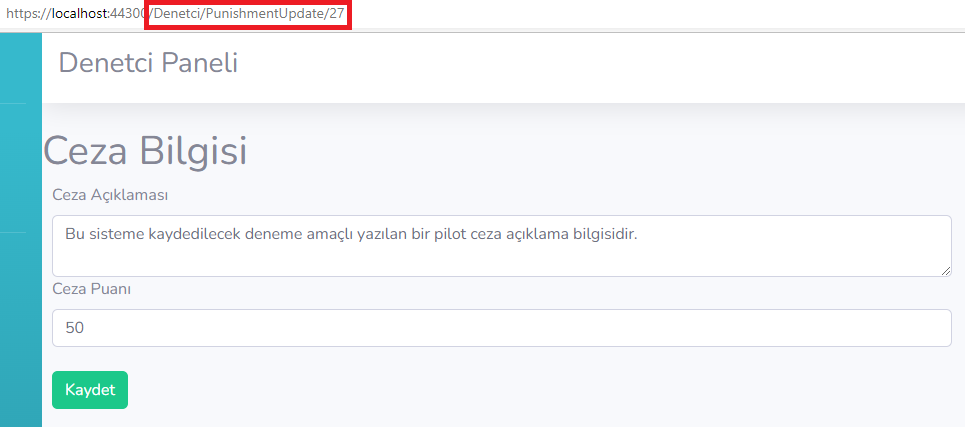 https://localhost:44300/Denetci/PunishmentUpdate/27
Denetci Paneli
Ceza Bilgisi
Ceza Açıklaması
Bu sisteme kaydedilecek deneme amaçlı yazılan bir pilot ceza açıklama bilgisidir.
Ceza Puanı
50
Kaydet